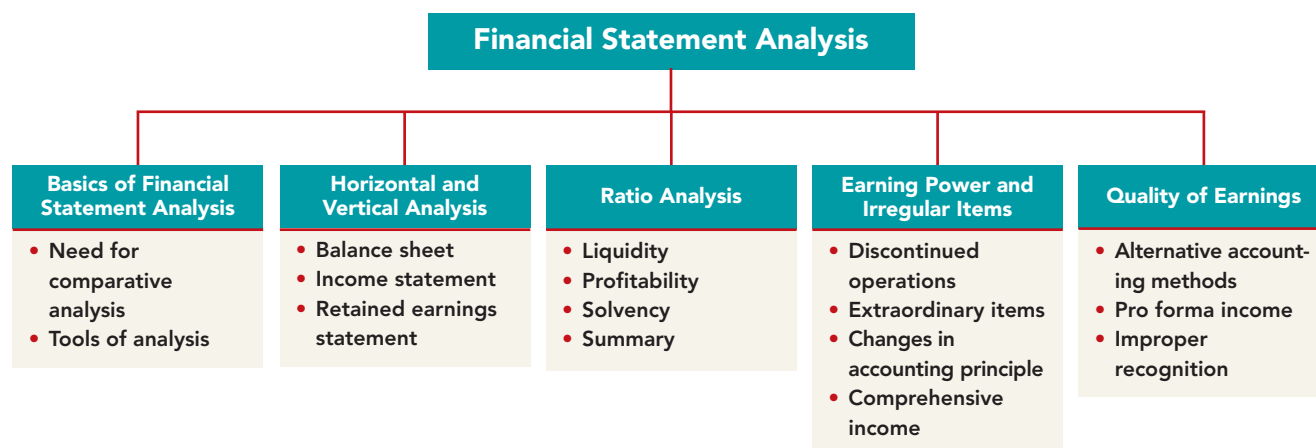 Financial Statement Analysis
Basics of Financial
Statement Analysis
• Need for
comparative
analysis
• Tools of analysis
Horizontal and
Vertical Analysis
• Balance sheet
• Income statement
• Retained earnings
statement
Ratio Analysis
• Liquidity
• Profitability
• Solvency
• Summary
Earning Power and
Irregular Items
• Discontinued
operations
• Extraordinary items
• Changes in
accounting principle
• Comprehensive
income
Quality of Earnings
• Alternative account-
ing methods
• Pro forma income
• Improper
recognition